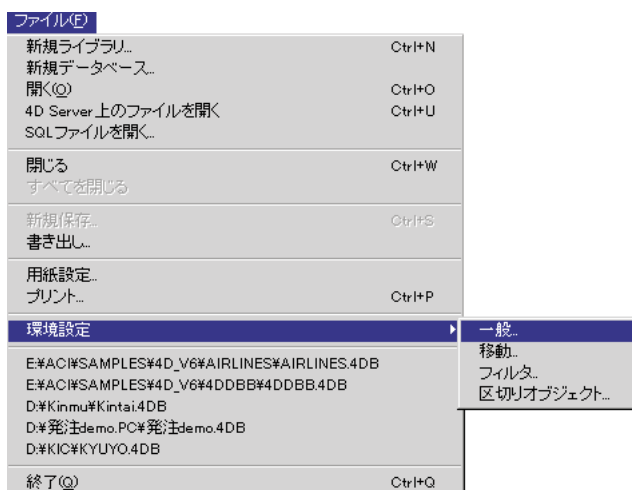 ファイル(F)
新規ライブラリ... Ctrl+N
新規データベース...
開く(O) Ctrl+O
4D Server上のファイルを開く Ctrl+U
SQLファイルを開く...
閉じる Ctrl+W
すべてを閉じる
新規保存... Ctrl+S
書き出し...
用紙設定...
プリント... Ctrl+P
環境設定
一般...
移動...
フィルタ...
区切りオブジェクト...
E:¥ACI¥SAMPLES¥4D_V6¥AIRLINES¥AIRLINES.4DB
E:¥ACI¥SAMPLES¥4D_V6¥4DDBB¥4DDBB.4DB
D:¥Kinmu¥Kintai.4DB
D:¥発注demo.PC¥発注demo.4DB
D:¥KIC¥KYUYO.4DB
終了(Q) Ctrl+Q